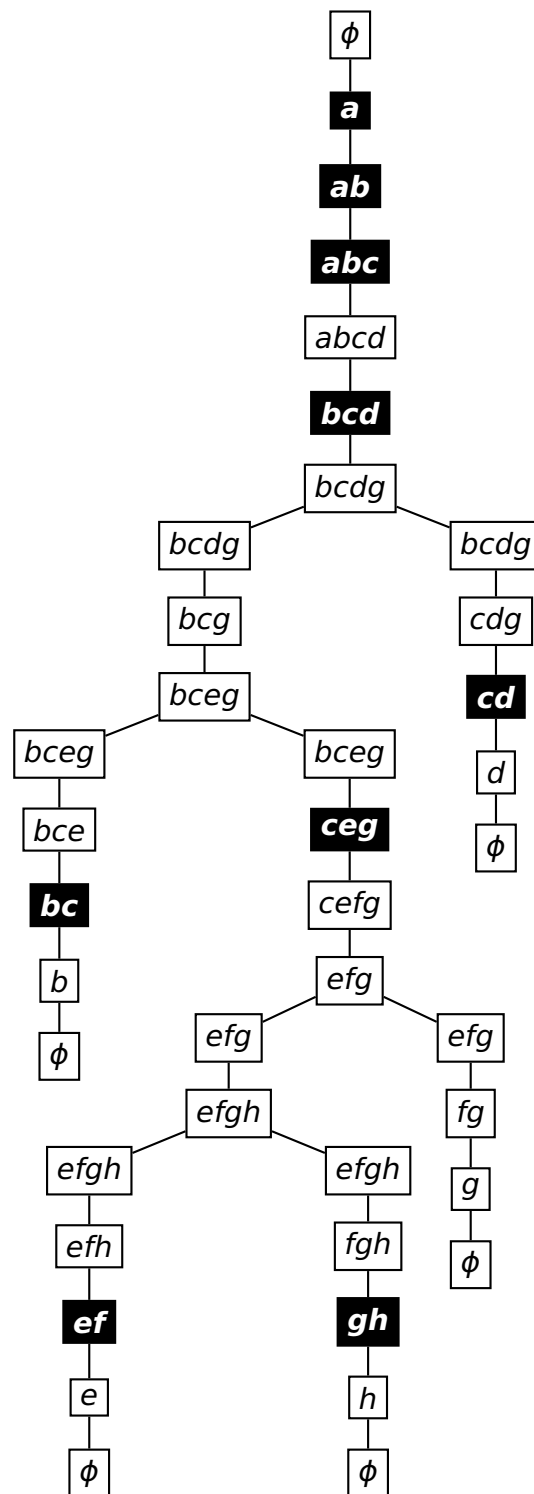 ϕ
a
ab
abc
abcd
bcd
bcdg
bcdg bcdg
bcg cdg
bceg cd
bceg bceg d
bce ceg ϕ
bc cefg
b efg
ϕ efg efg
efgh fg
efgh efgh g
efh fgh ϕ
ef gh
e h
ϕ ϕ